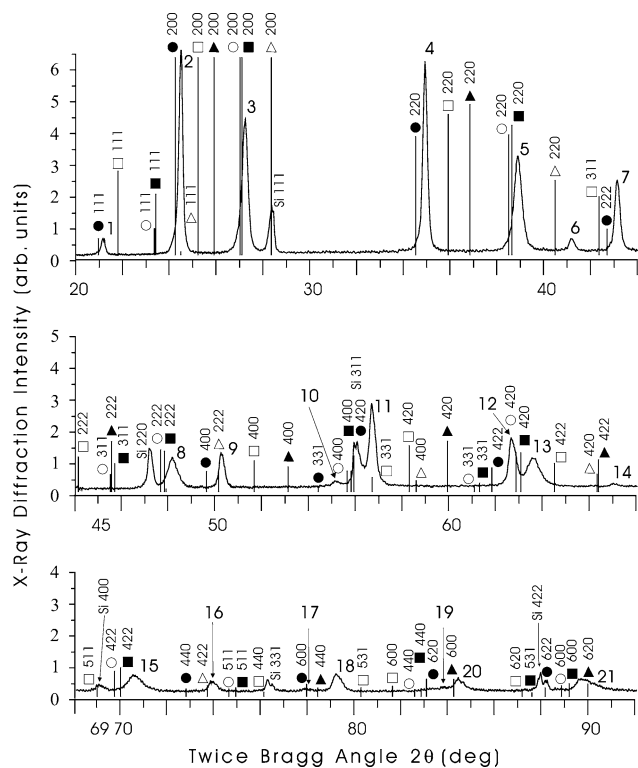 X-Ray Diffraction Intensity (arb. units)
200 200 200 200 200 200
2 3 4
111 111 111 111 111 1
Si 111
220 220 220 220 220 220
5 6 7
311 222
0 1 2 3 4 5 6
20 30 40
222 311 222 311 Si 220 222 222
8 400 9 222 400 400
10 331 400 400 Si 311 420
11 331 420 400 420
331 331 422 12 420 420
13 422 420 422 14
0 1 2 3 4 5
45 50 60
511 Si 400 422 422
15 440 16 422 511 511 440 Si 331
17 600 440 18 531 600 440 440 620
19 600 20
620 531 Si 422 622 600 600 620 21
0 1 2 3 4 5
69 70 80 90
Twice Bragg Angle 2θ (deg)